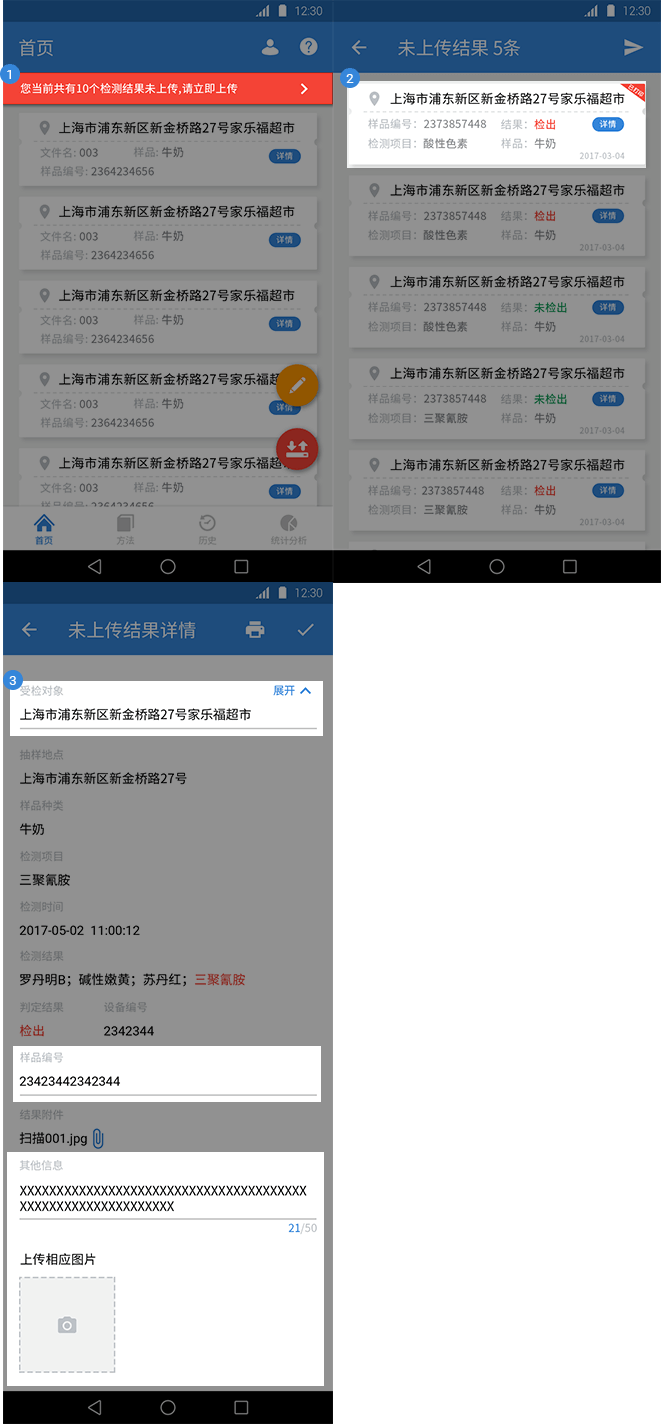 12:30
首页
1
您当前共有10个检测结果未上传,请立即上传
上海市浦东新区新金桥路27号家乐福超市
文件名: 003 样品: 牛奶 详情
样品编号: 2364234656
上海市浦东新区新金桥路27号家乐福超市
文件名: 003 样品: 牛奶 详情
样品编号: 2364234656
上海市浦东新区新金桥路27号家乐福超市
文件名: 003 样品: 牛奶 详情
样品编号: 2364234656
上海市浦东新区新金桥路27号家乐福超
文件名: 003 样品: 牛奶 详情
样品编号: 2364234656
上海市浦东新区新金桥路27号家乐福超
文件名: 003 样品: 牛奶 详情
样品编号: 2364234656
首页 方法 历史 统计分析
12:30
未上传结果 5条
2
已打印
上海市浦东新区新金桥路27号家乐福超市
样品编号: 2373857448 结果: 检出 详情
检测项目: 酸性色素 样品: 牛奶
2017-03-04
上海市浦东新区新金桥路27号家乐福超市
样品编号: 2373857448 结果: 检出 详情
检测项目: 酸性色素 样品: 牛奶
2017-03-04
上海市浦东新区新金桥路27号家乐福超市
样品编号: 2373857448 结果: 未检出 详情
检测项目: 酸性色素 样品: 牛奶
2017-03-04
上海市浦东新区新金桥路27号家乐福超市
样品编号: 2373857448 结果: 未检出 详情
检测项目: 三聚氰胺 样品: 牛奶
2017-03-04
上海市浦东新区新金桥路27号家乐福超市
样品编号: 2373857448 结果: 检出 详情
检测项目: 三聚氰胺 样品: 牛奶
2017-03-04
12:30
未上传结果详情
3
受检对象 展开
上海市浦东新区新金桥路27号家乐福超市
抽样地点
上海市浦东新区新金桥路27号
样品种类
牛奶
检测项目
三聚氰胺
检测时间
2017-05-02 11:00:12
检测结果
罗丹明B；碱性嫩黄；苏丹红；三聚氰胺
判定结果 设备编号
检出 2342344
样品编号
23423442342344
结果附件
扫描001.jpg
其他信息
XXXXXXXXXXXXXXXXXXXXXXXXXXXXXXXXXXXXXXX
XXXXXXXXXXXXXXXXXXXXX
21/50
上传相应图片